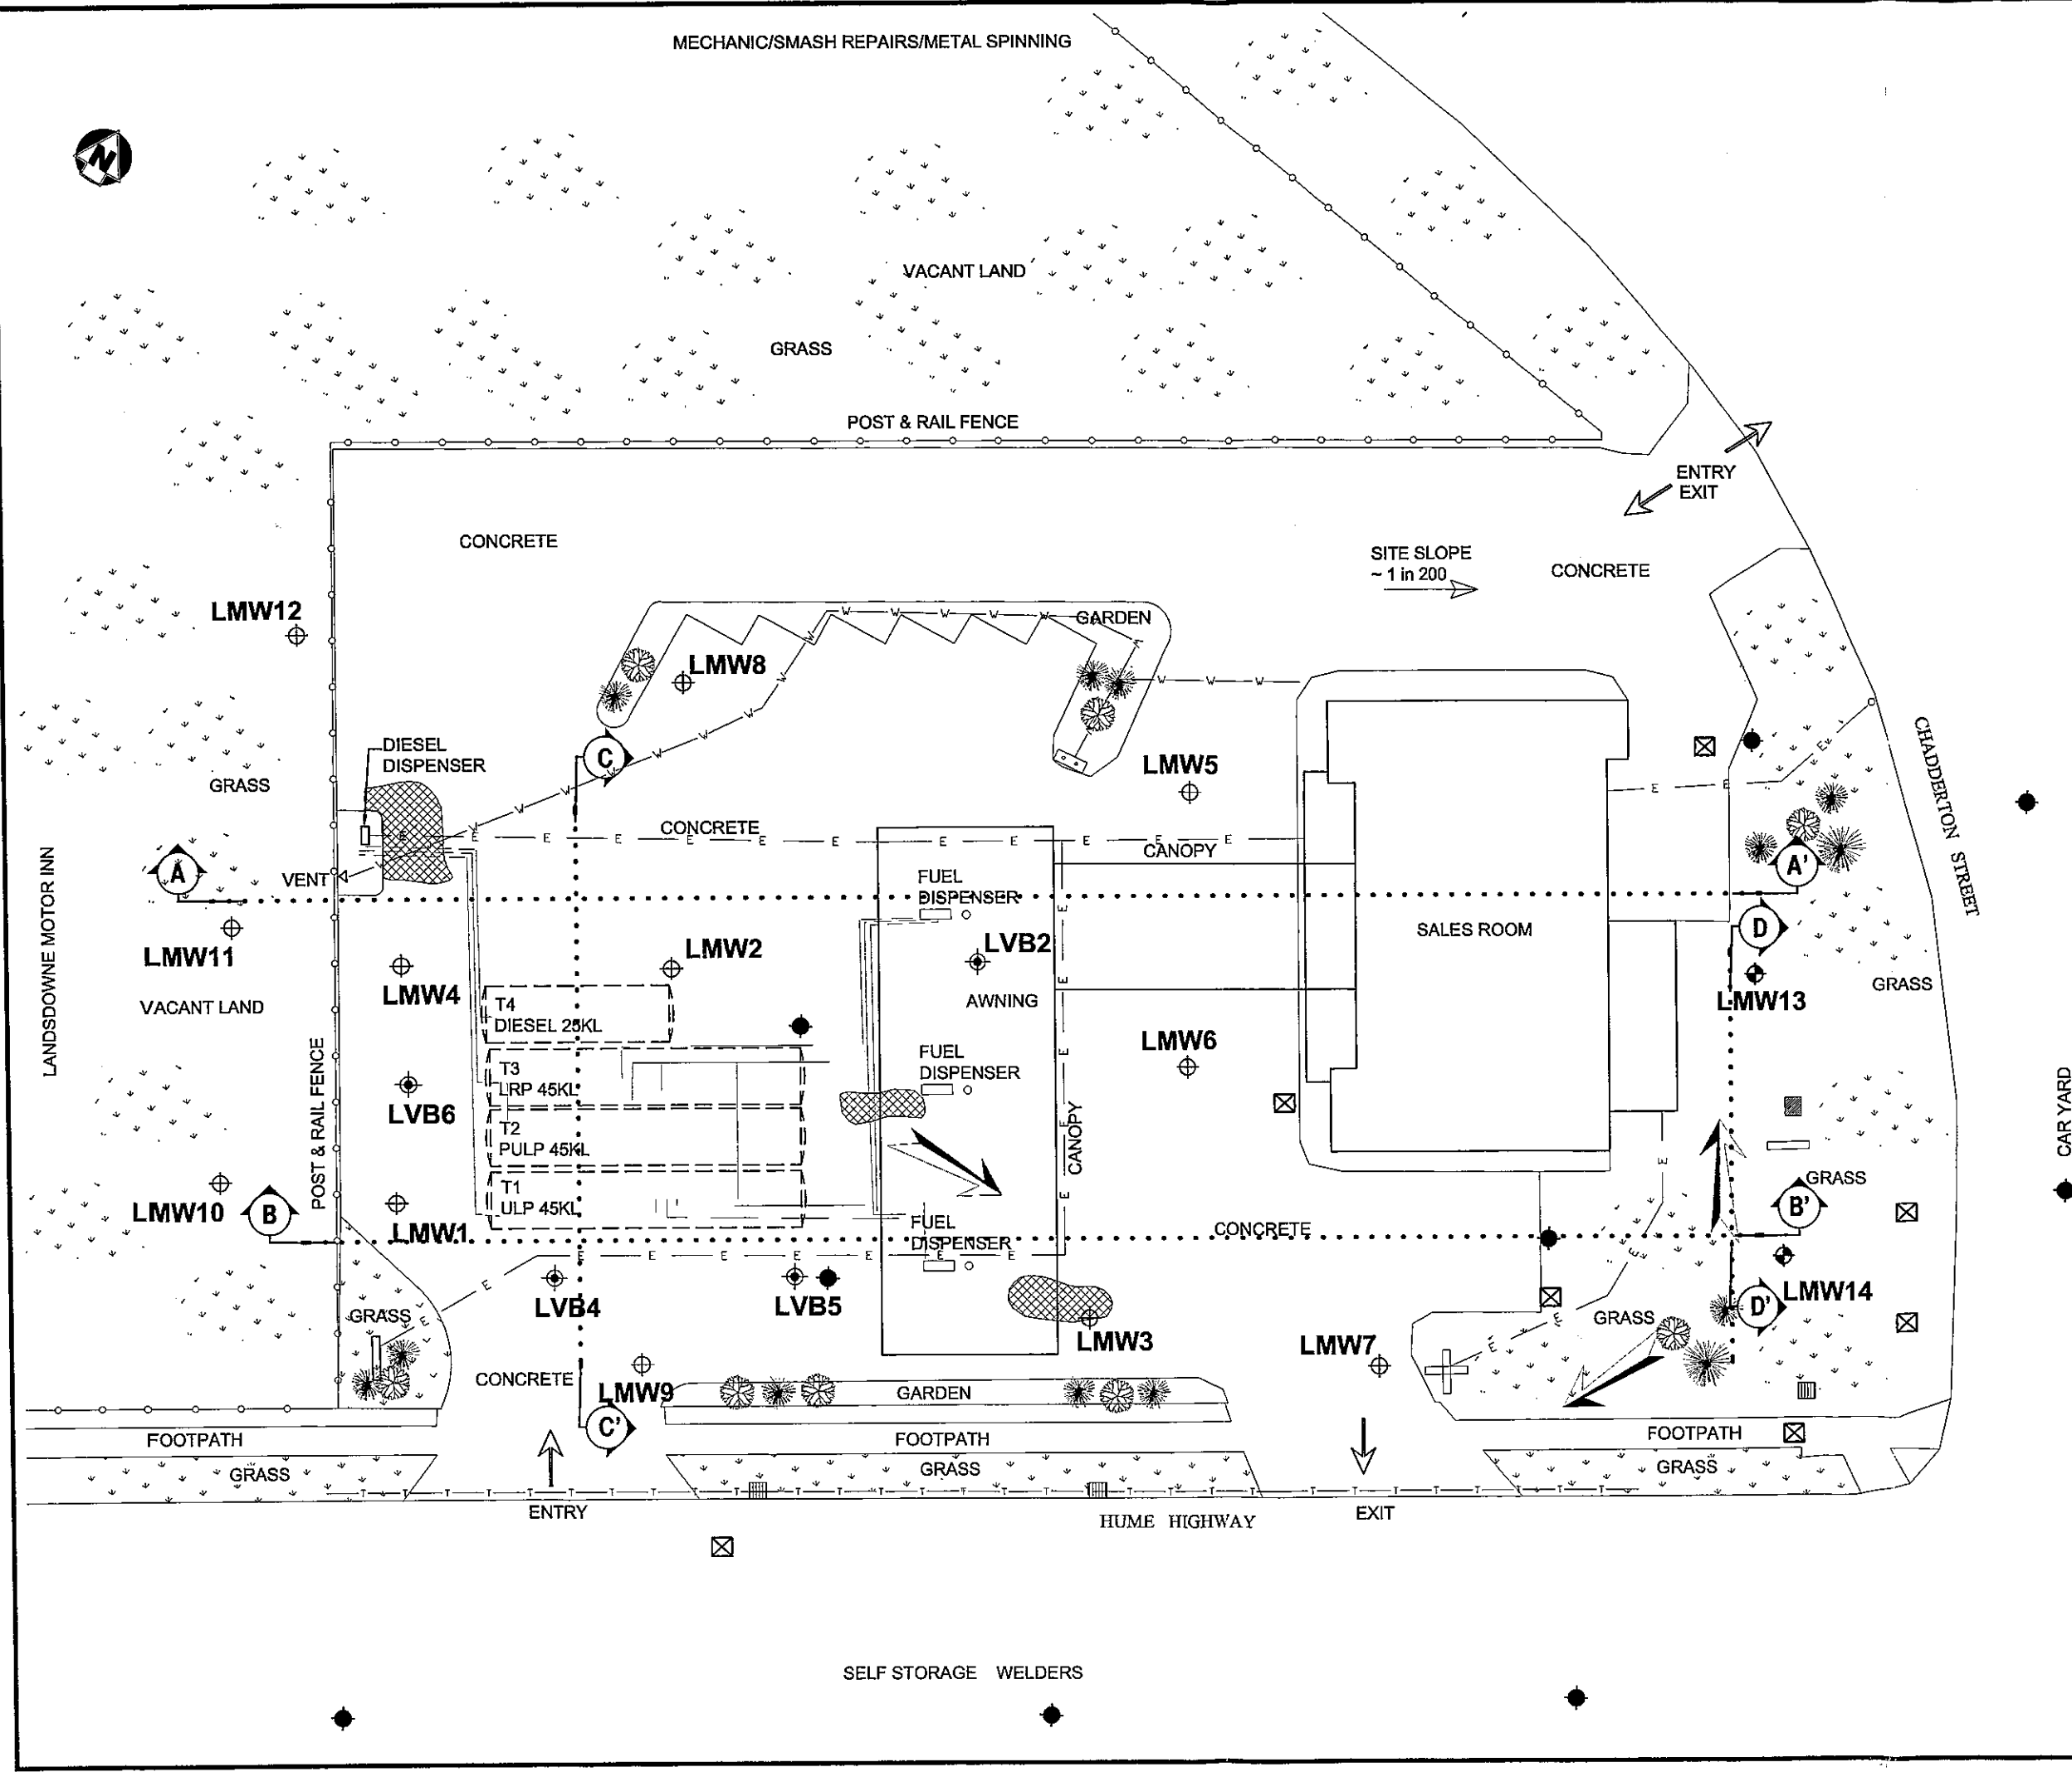 MECHANIC/SMASH REPAIRS/METAL SPINNING
N
VACANT LAND
GRASS
POST & RAIL FENCE
ENTRY
EXIT
CONCRETE
SITE SLOPE
~ 1 in 200
CONCRETE
LMW12
GARDEN
LMW8
DIESEL
DISPENSER
C
LMW5
GRASS
CHADDERTON STREET
CONCRETE
CANOPY
A
VENT
FUEL
DISPENSER
A'
LANDSDOWNE MOTOR INN
LMW11
LMW2
LVB2
SALES ROOM
D
LMW4
VACANT LAND
T4
DIESEL 25KL
AWNING
LMW13
GRASS
POST & RAIL FENCE
LVB6
T3
LRP 45KL
FUEL
DISPENSER
LMW6
CAR YARD
T2
PULP 45KL
CANOPY
LMW10
B
T1
ULP 45KL
GRASS
B'
LMW1
FUEL
DISPENSER
CONCRETE
GRASS
LVB4
LVB5
LMW3
LMW7
GRASS
D'
LMW14
CONCRETE
LMW9
GARDEN
C'
FOOTPATH
FOOTPATH
FOOTPATH
GRASS
GRASS
GRASS
ENTRY
HUME HIGHWAY
EXIT
SELF STORAGE WELDERS
W W W W W W W W W W W W W W
E E E E E E E E E E E E E E E E E E E E E E E E E E E E E E E
T T T T T T T T T T T T T T T T T T T T T T T T T T T T